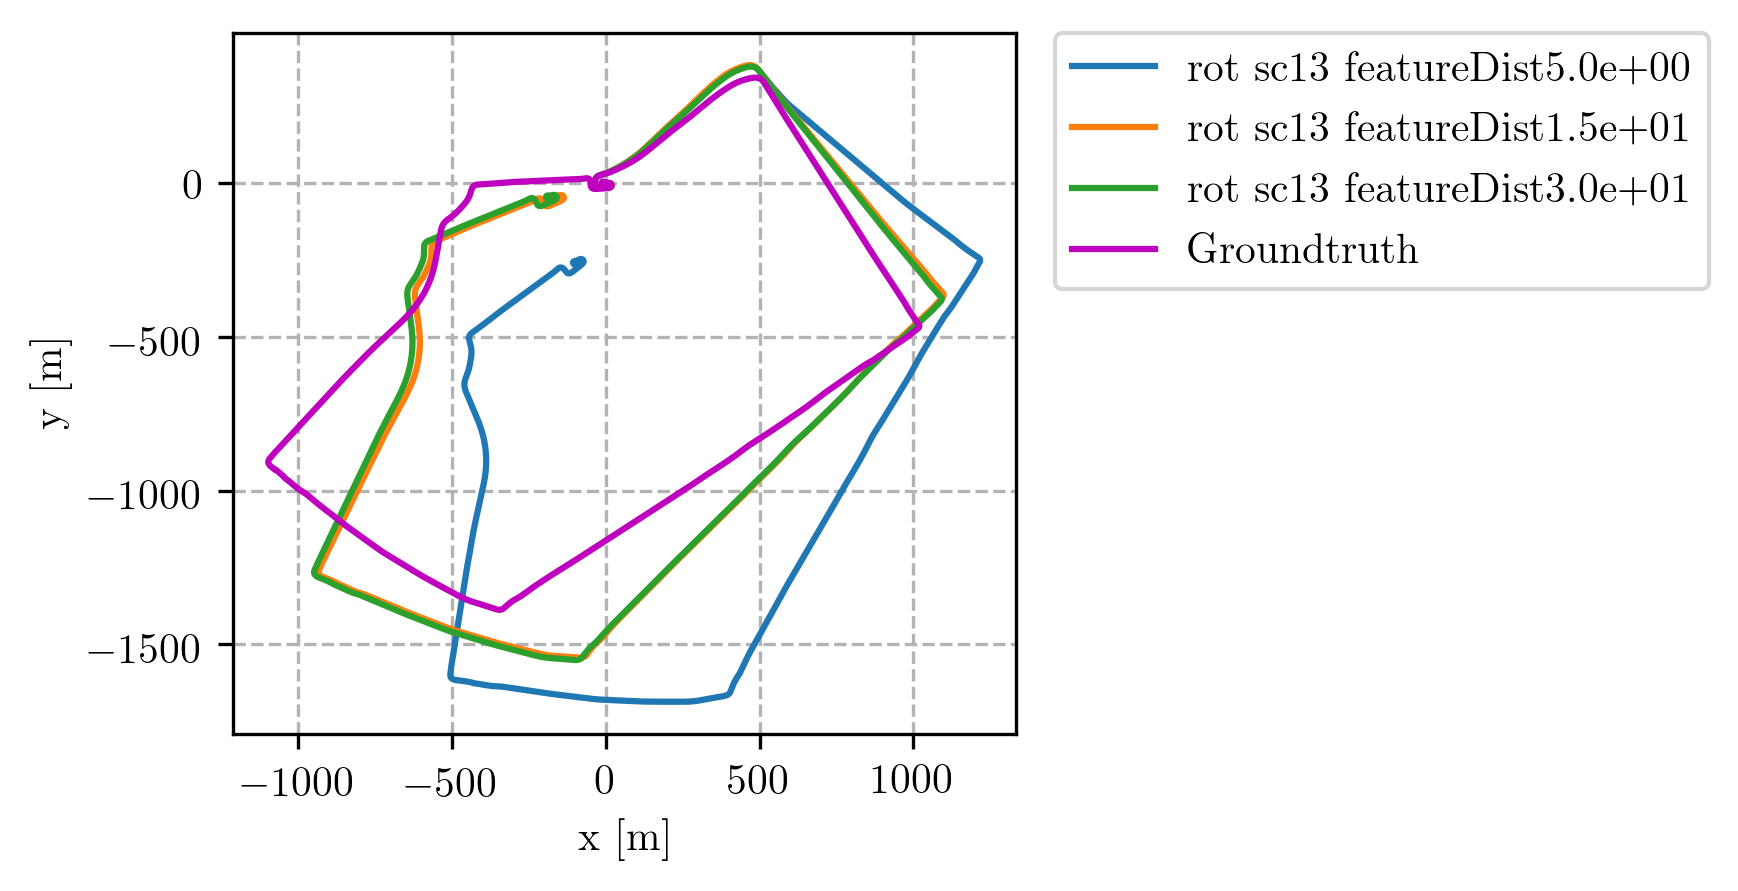 rot sc13 featureDist5.0e+00
rot sc13 featureDist1.5e+01
rot sc13 featureDist3.0e+01
Groundtruth
0
−500
−1000
−1500
y [m]
−1000 −500 0 500 1000
x [m]